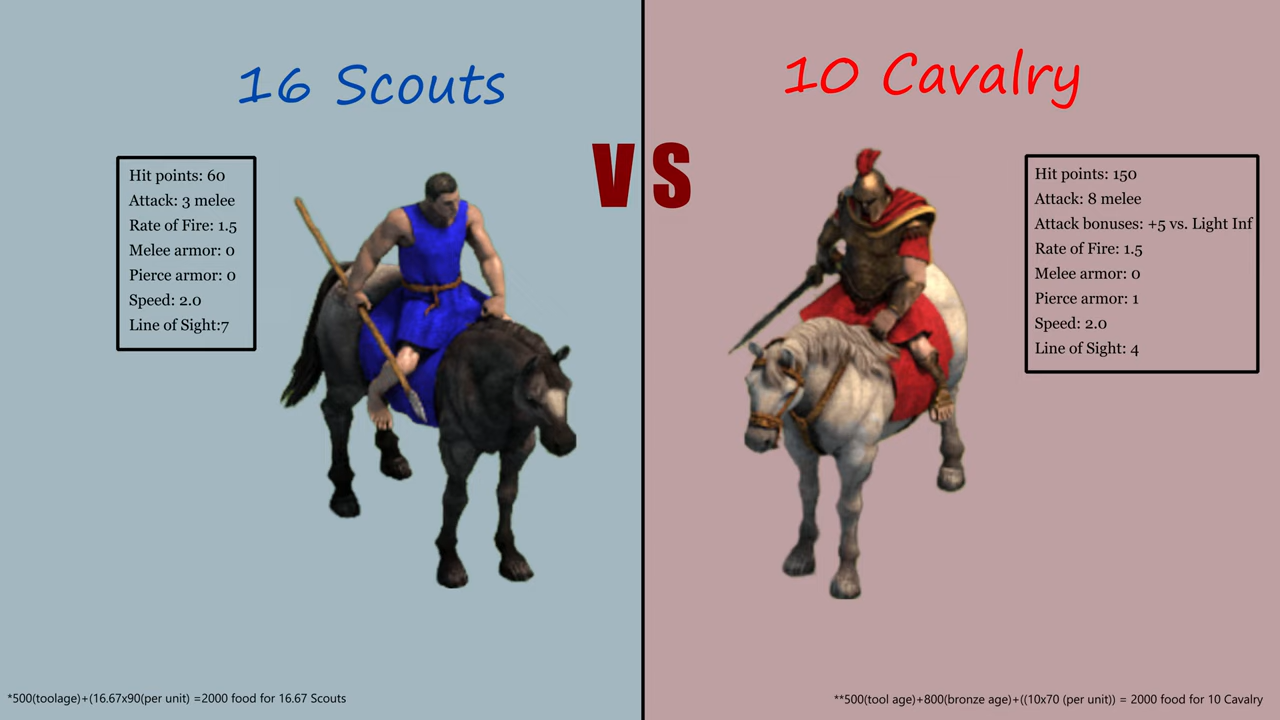 16 Scouts
10 Cavalry
VS
Hit points: 60
Attack: 3 melee
Rate of Fire: 1.5
Melee armor: 0
Pierce armor: 0
Speed: 2.0
Line of Sight:7
Hit points: 150
Attack: 8 melee
Attack bonuses: +5 vs. Light Inf
Rate of Fire: 1.5
Melee armor: 0
Pierce armor: 1
Speed: 2.0
Line of Sight: 4
*500(toolage)+(16.67x90(per unit) =2000 food for 16.67 Scouts
**500(tool age)+800(bronze age)+((10x70 (per unit)) = 2000 food for 10 Cavalry